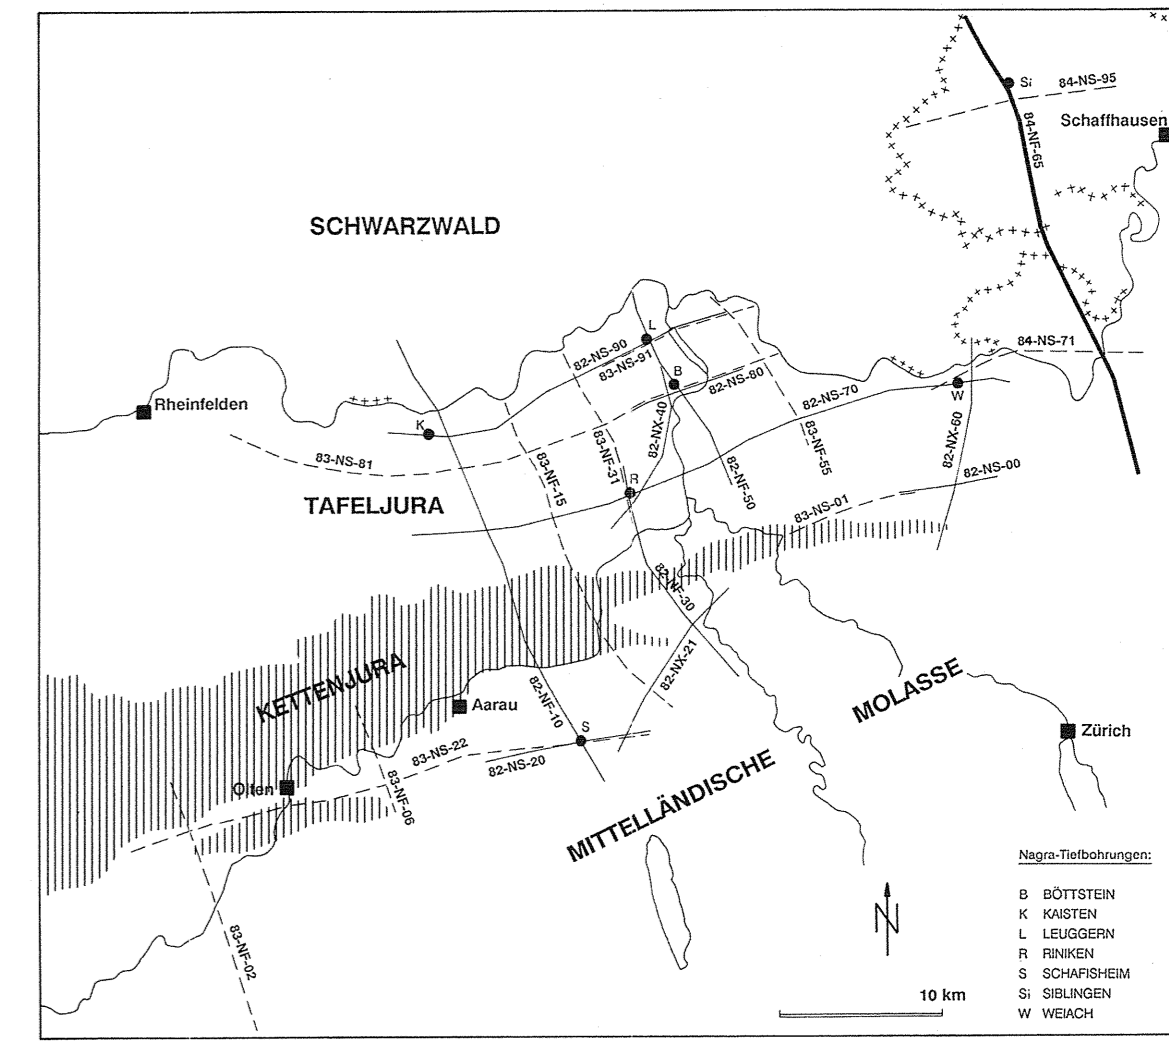 Si
84-NS-95
Schaffhausen
84-NF-65
SCHWARZWALD
L
82-NS-90
83-NS-91
84-NS-71
B
82-NS-80
82-NS-70
W
Rheinfelden
K
82-NX-40
83-NF-55
82-NX-60
83-NS-81
83-NF-15
83-NF-31
82-NF-50
82-NS-00
R
TAFELJURA
83-NS-01
82-NF-30
82-NX-21
KETTENJURA
Aarau
82-NF-10
MOLASSE
S
Zürich
83-NS-22
82-NS-20
Olten
83-NF-06
MITTELLÄNDISCHE
83-NF-02
N
10 km
Nagra-Tiefbohrungen:
B BÖTTSTEIN
K KAISTEN
L LEUGGERN
R RINIKEN
S SCHAFISHEIM
Si SIBLINGEN
W WEIACH